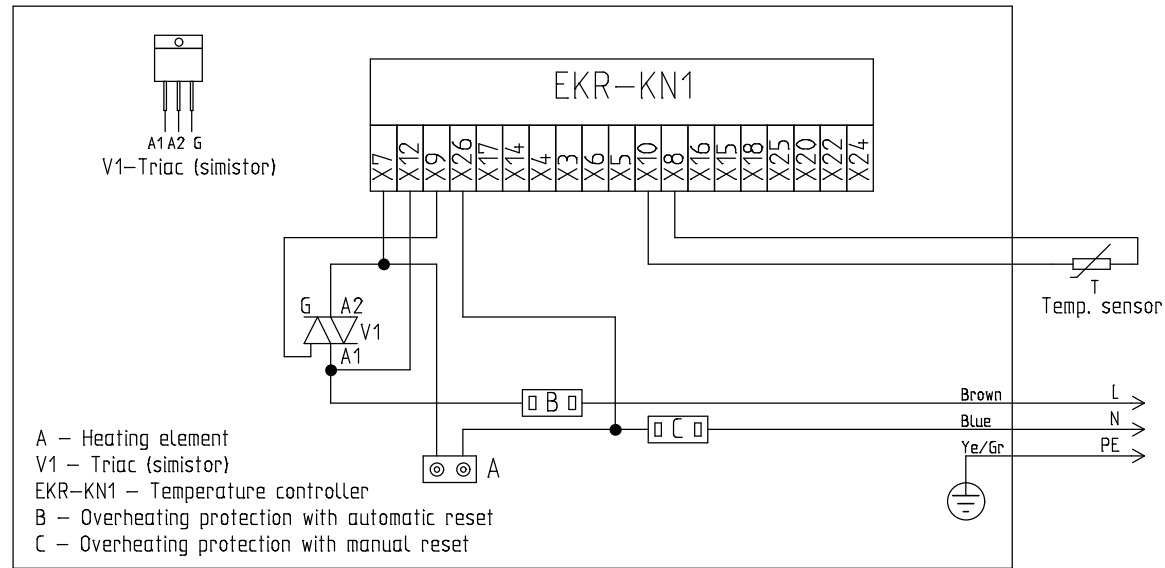 EKR-KN1
X7 X12 X9 X26 X17 X14 X4 X3 X6 X5 X10 X8 X16 X15 X18 X25 X20 X22 X24
A1 A2 G
V1-Triac (simistor)
T
Temp. sensor
G A2
V1
A1
B
Brown L
C
Blue N
Ye/Gr PE
A
A - Heating element
V1 - Triac (simistor)
EKR-KN1 - Temperature controller
B - Overheating protection with automatic reset
C - Overheating protection with manual reset